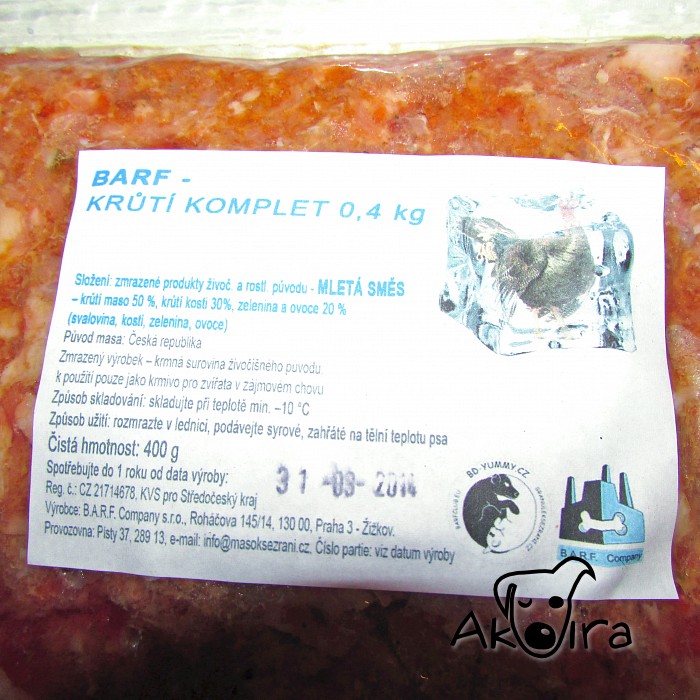 BARF -
KRŮTÍ KOMPLET 0,4 kg
Složení: zmrazené produkty živoč. a rostl. původu - MLETÁ SMĚS
– krůtí maso 50 %, krůtí kosti 30%, zelenina a ovoce 20 %
(svalovina, kosti, zelenina, ovoce)
Původ masa: Česká republika
Zmrazený výrobek – krmná surovina živočišného puvodu.
k použití pouze jako krmivo pro zvířata v zájmovém chovu
Způsob skladování: skladujte při teplotě min. –10 °C
Způsob užití: rozmrazte v lednici, podávejte syrové, zahřáté na tělní teplotu psa
Čistá hmotnost: 400 g
Spotřebujte do 1 roku od data výroby: 31 -03- 2014
Reg. č.: CZ 21714678, KVS pro Středočeský kraj
Výrobce: B.A.R.F. Company s.r.o., Roháčova 145/14, 130 00, Praha 3 - Žižkov.
Provozovna: Písty 37, 289 13, e-mail: info@masoksezrani.cz, Číslo partie: viz datum výroby
BD-YUMMY.CZ
B.A.R.F. Company
Akoira